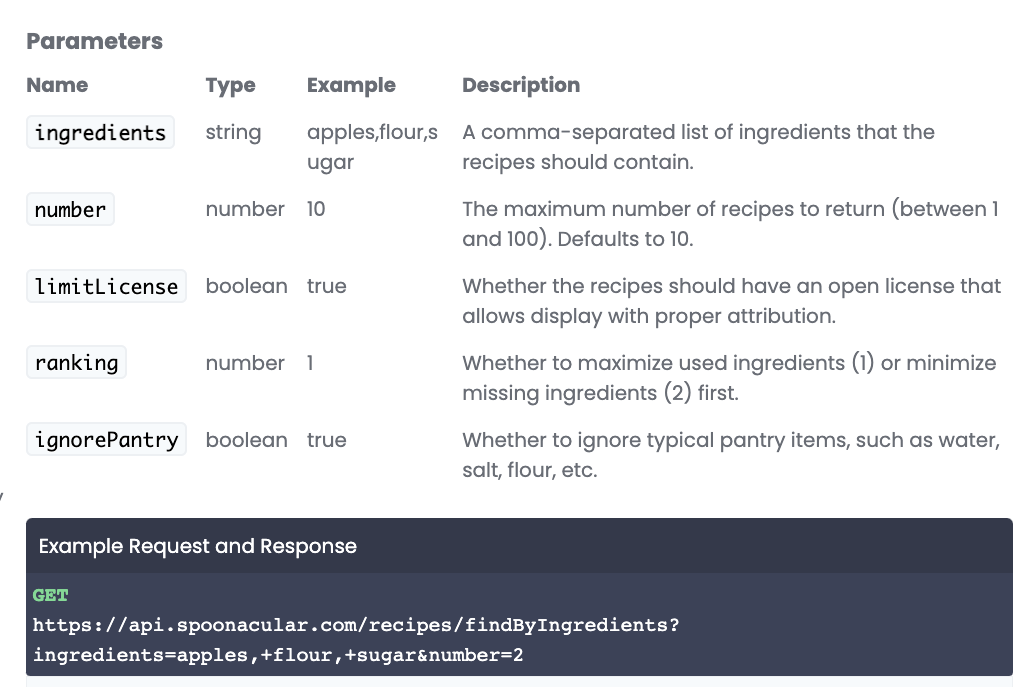 Parameters
Name Type Example Description
ingredients string apples,flour,s A comma-separated list of ingredients that the
ugar recipes should contain.
number number 10 The maximum number of recipes to return (between 1
and 100). Defaults to 10.
limitLicense boolean true Whether the recipes should have an open license that
allows display with proper attribution.
ranking number 1 Whether to maximize used ingredients (1) or minimize
missing ingredients (2) first.
ignorePantry boolean true Whether to ignore typical pantry items, such as water,
salt, flour, etc.
Example Request and Response
GET
https://api.spoonacular.com/recipes/findByIngredients?
ingredients=apples,+flour,+sugar&number=2